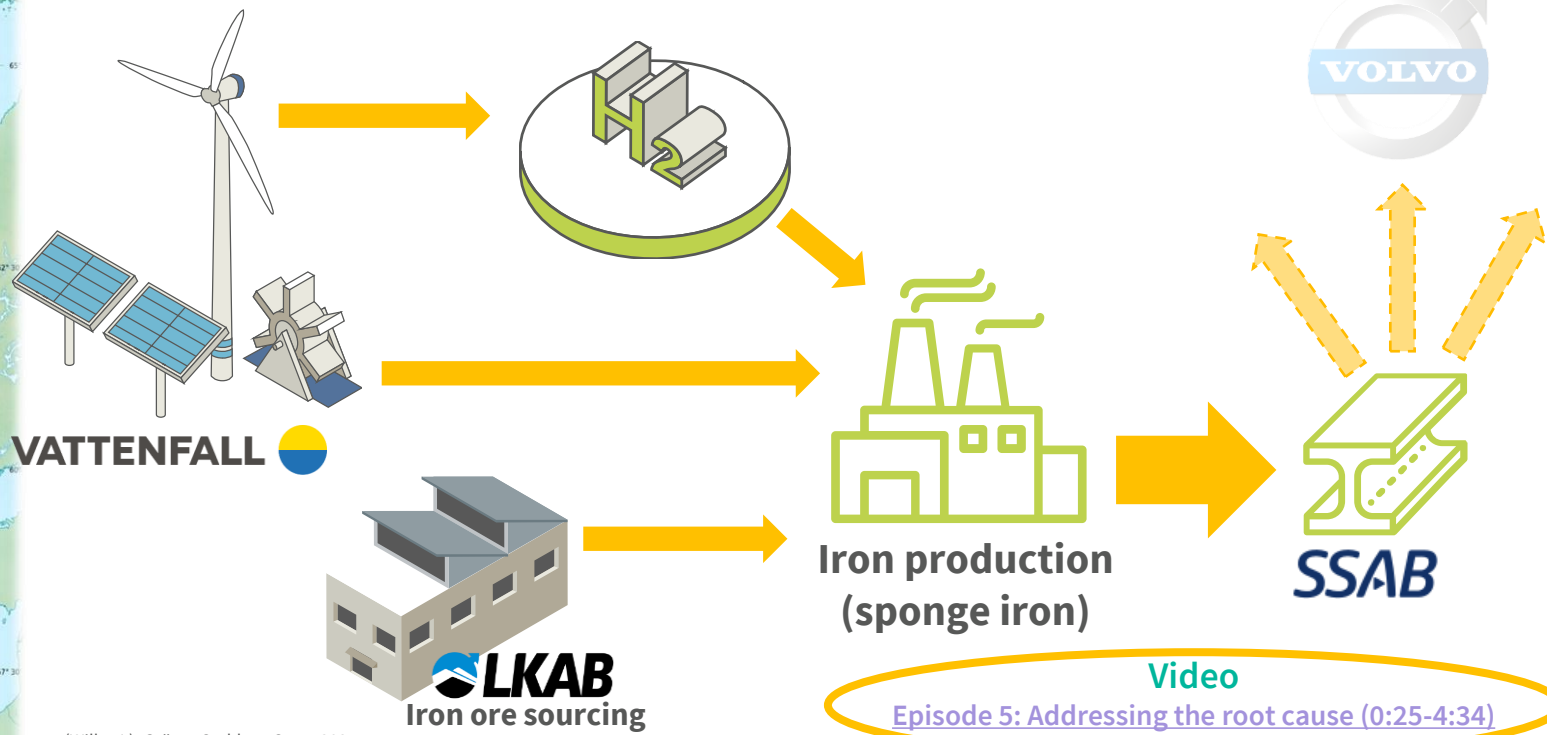 VOLVO
H2
VATTENFALL
LKAB
Iron ore sourcing
Iron production
(sponge iron)
SSAB
Video
Episode 5: Addressing the root cause (0:25-4:34)